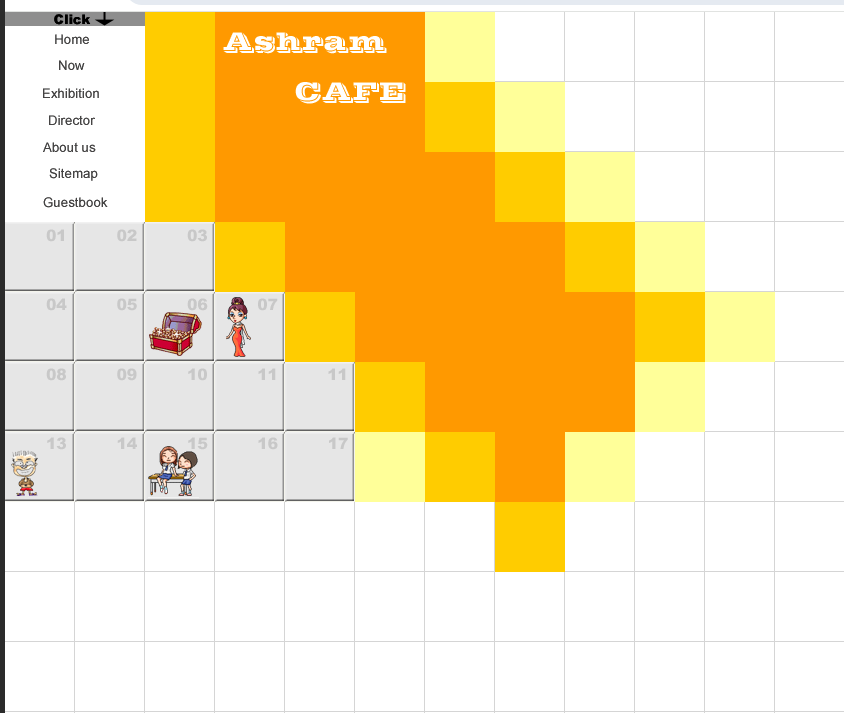 Click
Home
Now
Exhibition
Director
About us
Sitemap
Guestbook
Ashram
CAFE
01 02 03
04 05 06 07
08 09 10 11 11
13 14 15 16 17